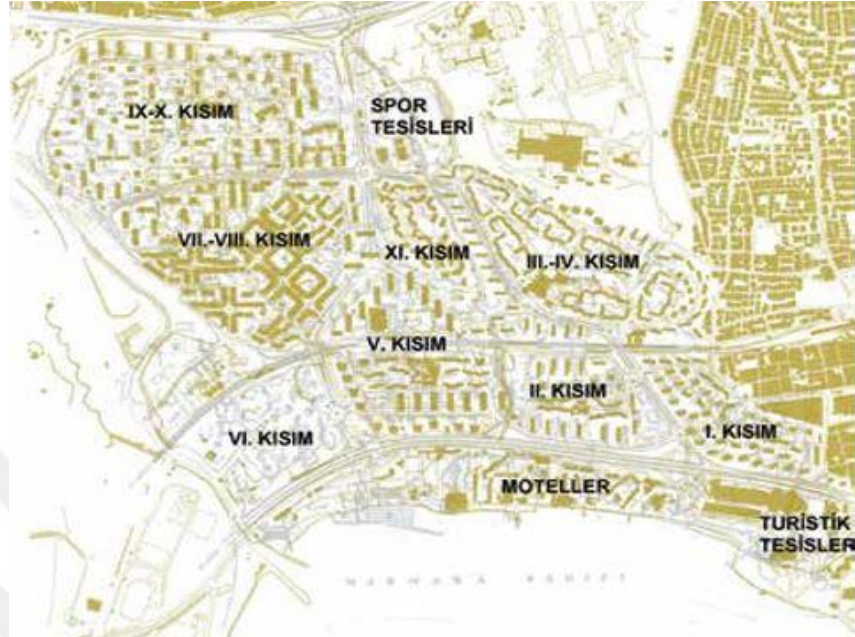 IX-X. KISIM
SPOR
TESİSLERİ
VII.-VIII. KISIM
XI. KISIM
III.-IV. KISIM
V. KISIM
II. KISIM
VI. KISIM
I. KISIM
MOTELLER
TURİSTİK
TESİSLER
MARMARA DENİZİ